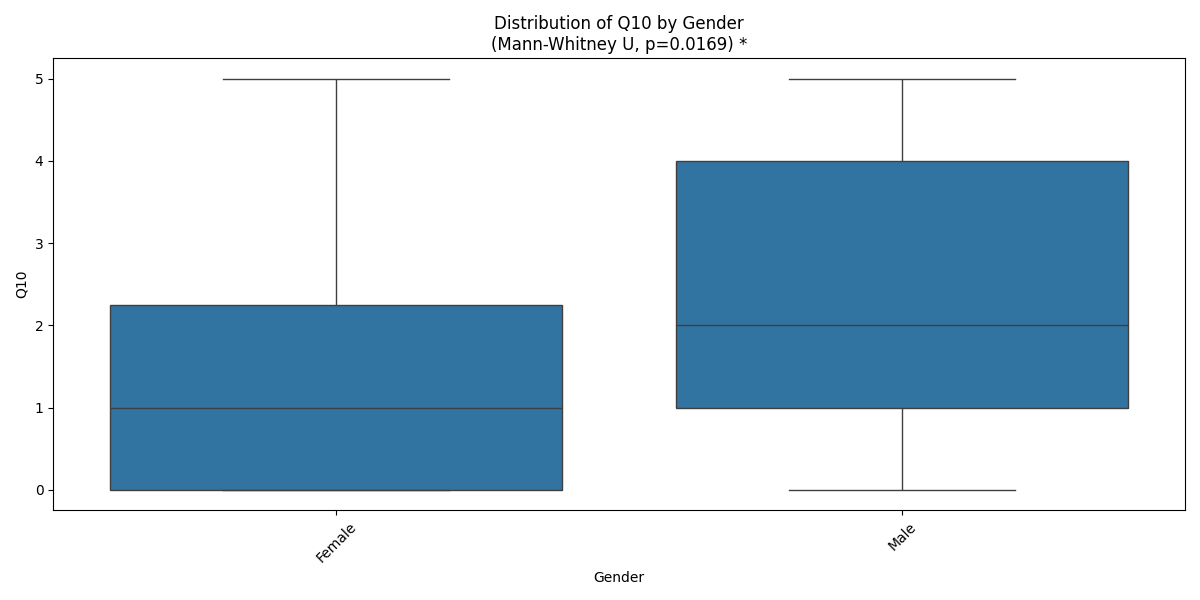 Distribution of Q10 by Gender
(Mann-Whitney U, p=0.0169) *
5
4
3
2
1
0
Q10
Female
Male
Gender